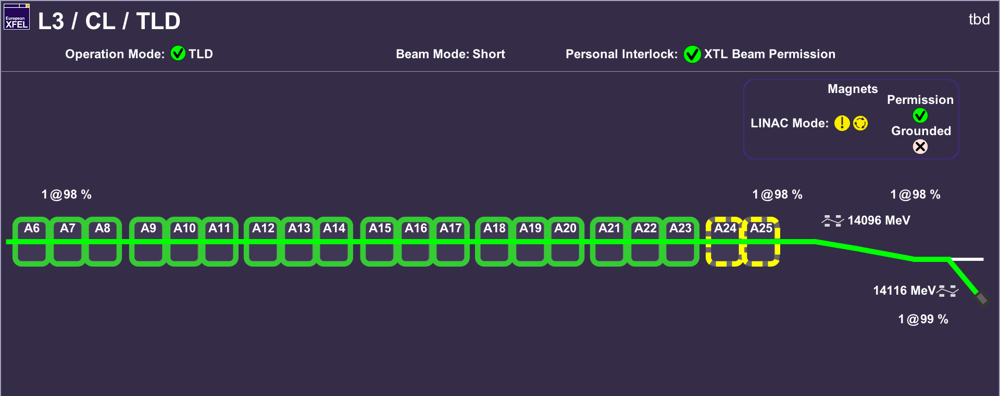 European
XFEL
L3 / CL / TLD
tbd
Operation Mode: TLD
Beam Mode: Short
Personal Interlock: XTL Beam Permission
Magnets
Permission
LINAC Mode:
Grounded
1@98 %
1@98 %
1@98 %
14096 MeV
A6 A7 A8 A9 A10 A11 A12 A13 A14 A15 A16 A17 A18 A19 A20 A21 A22 A23 A24 A25
14116 MeV
1@99 %